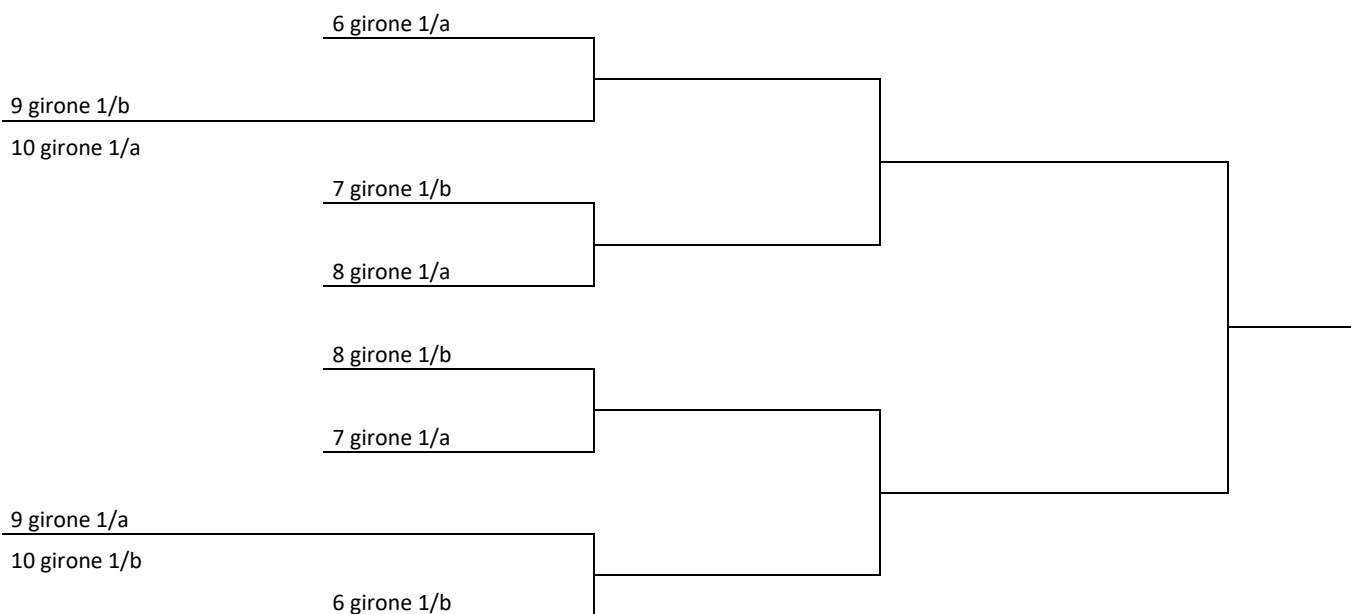 6 girone 1/a
9 girone 1/b
10 girone 1/a
7 girone 1/b
8 girone 1/a
8 girone 1/b
7 girone 1/a
9 girone 1/a
10 girone 1/b
6 girone 1/b